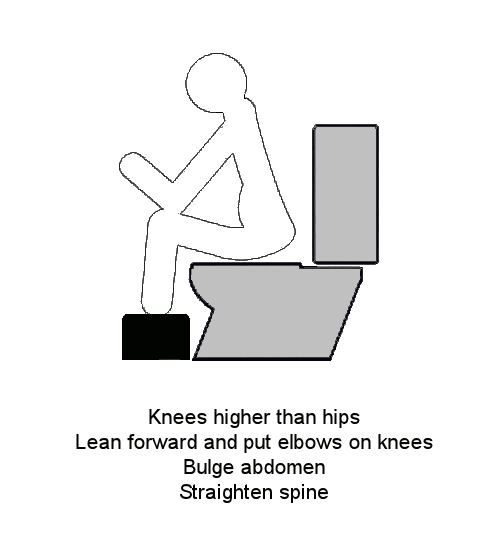 Knees higher than hips
Lean forward and put elbows on knees
Bulge abdomen
Straighten spine